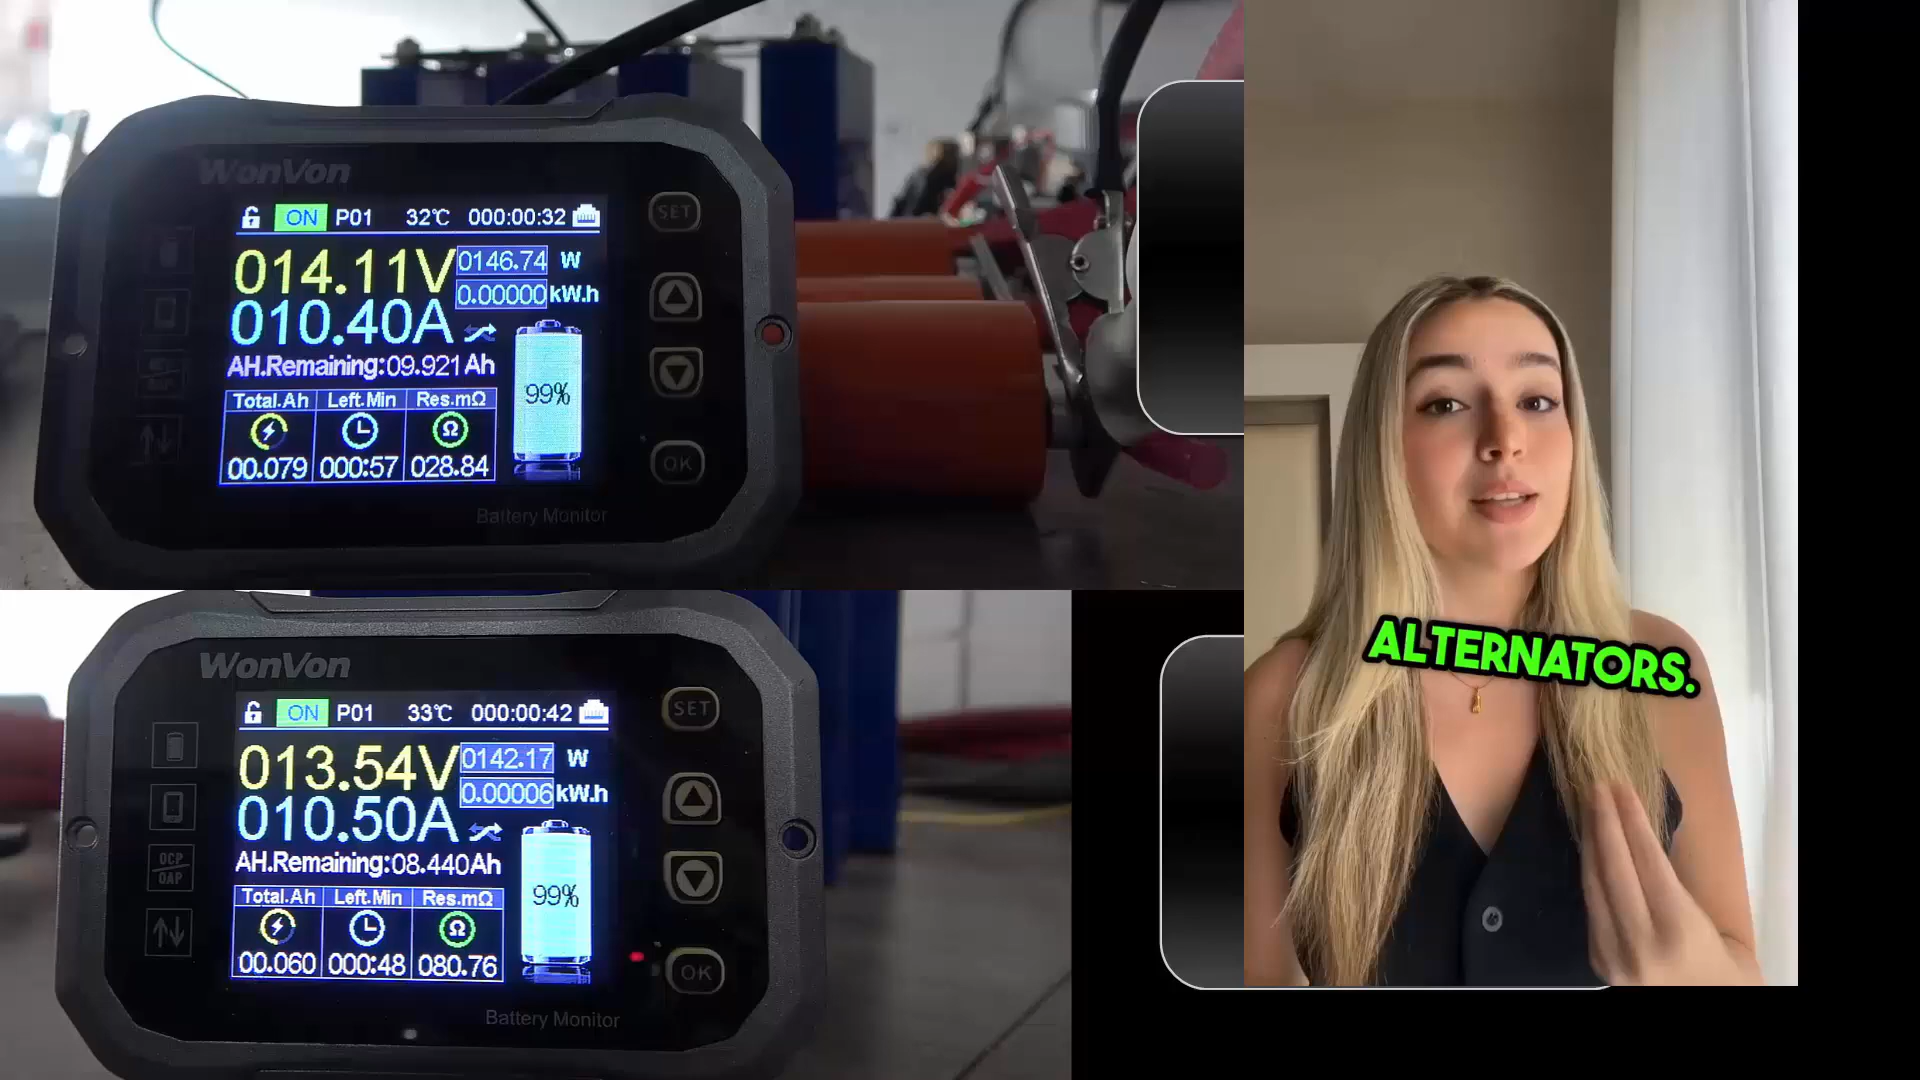 WonVon
ON P01 32℃ 000:00:32
014.11V 0146.74 W
0.00000 kW.h
010.40A
AH.Remaining:09.921Ah
99%
Total.Ah Left.Min Res.mΩ
00.079 000:57 028.84
SET
OK
Battery Monitor
WonVon
ON P01 33℃ 000:00:42
013.54V 0142.17 W
0.00006 kW.h
010.50A
AH.Remaining:08.440Ah
99%
Total.Ah Left.Min Res.mΩ
00.060 000:48 080.76
OCP
OAP
SET
OK
Battery Monitor
ALTERNATORS.